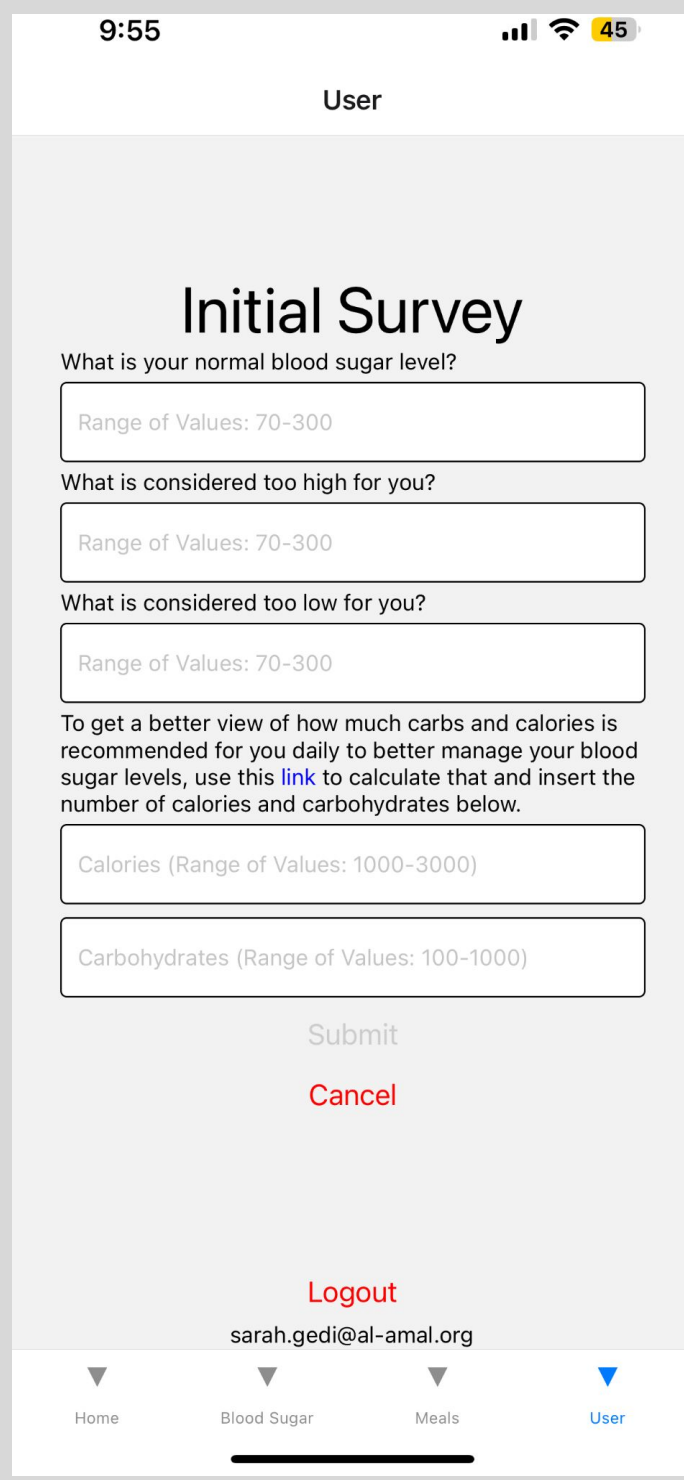 9:55
45
User
Initial Survey
What is your normal blood sugar level?
Range of Values: 70-300
What is considered too high for you?
Range of Values: 70-300
What is considered too low for you?
Range of Values: 70-300
To get a better view of how much carbs and calories is
recommended for you daily to better manage your blood
sugar levels, use this link to calculate that and insert the
number of calories and carbohydrates below.
Calories (Range of Values: 1000-3000)
Carbohydrates (Range of Values: 100-1000)
Submit
Cancel
Logout
sarah.gedi@al-amal.org
Home
Blood Sugar
Meals
User